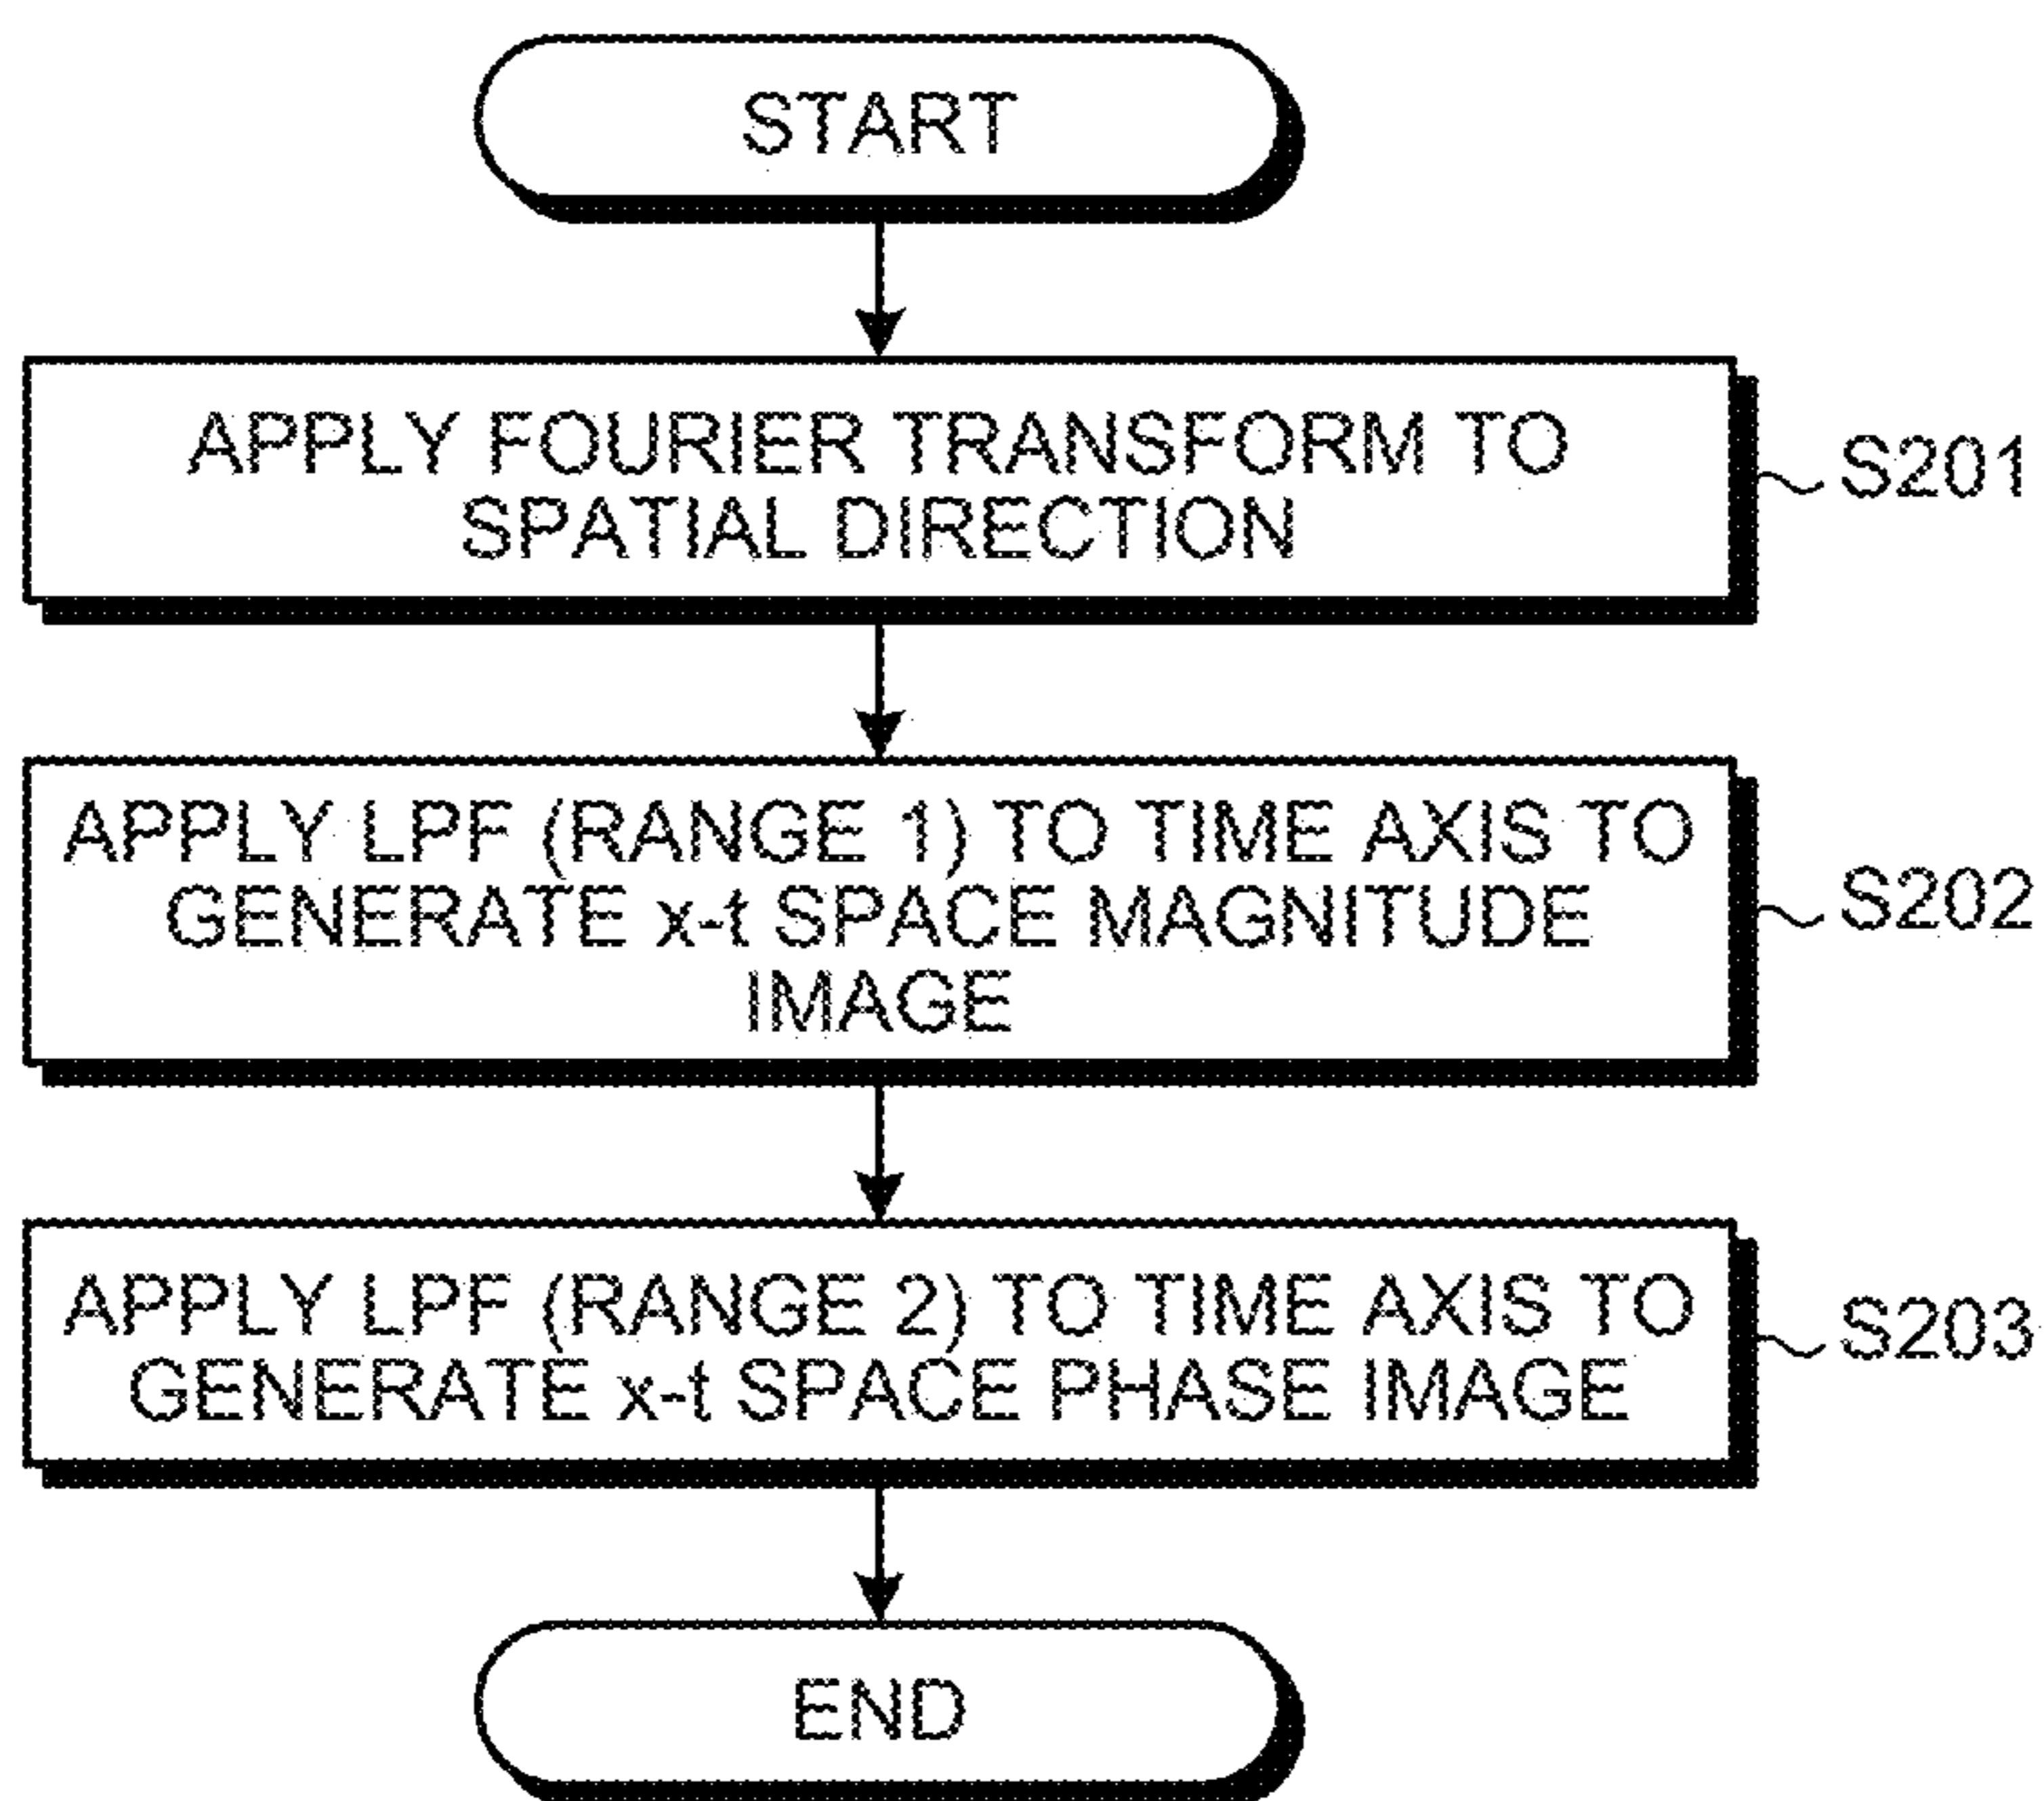 START
APPLY FOURIER TRANSFORM TO
SPATIAL DIRECTION
S201
APPLY LPF (RANGE 1) TO TIME AXIS TO
GENERATE x-t SPACE MAGNITUDE
IMAGE
S202
APPLY LPF (RANGE 2) TO TIME AXIS TO
GENERATE x-t SPACE PHASE IMAGE
S203
END